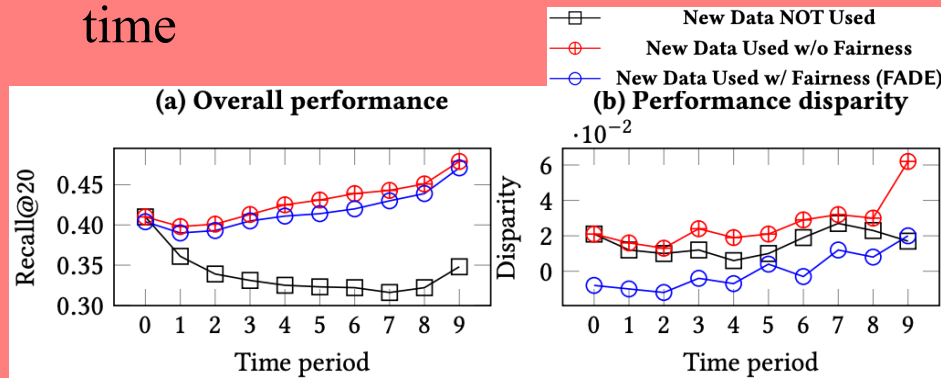 time
New Data NOT Used
New Data Used w/o Fairness
New Data Used w/ Fairness (FADE)
(a) Overall performance
(b) Performance disparity
·10⁻²
Recall@20
0.45
0.40
0.35
0.30
0 1 2 3 4 5 6 7 8 9
Time period
Disparity
6
4
2
0
0 1 2 3 4 5 6 7 8 9
Time period